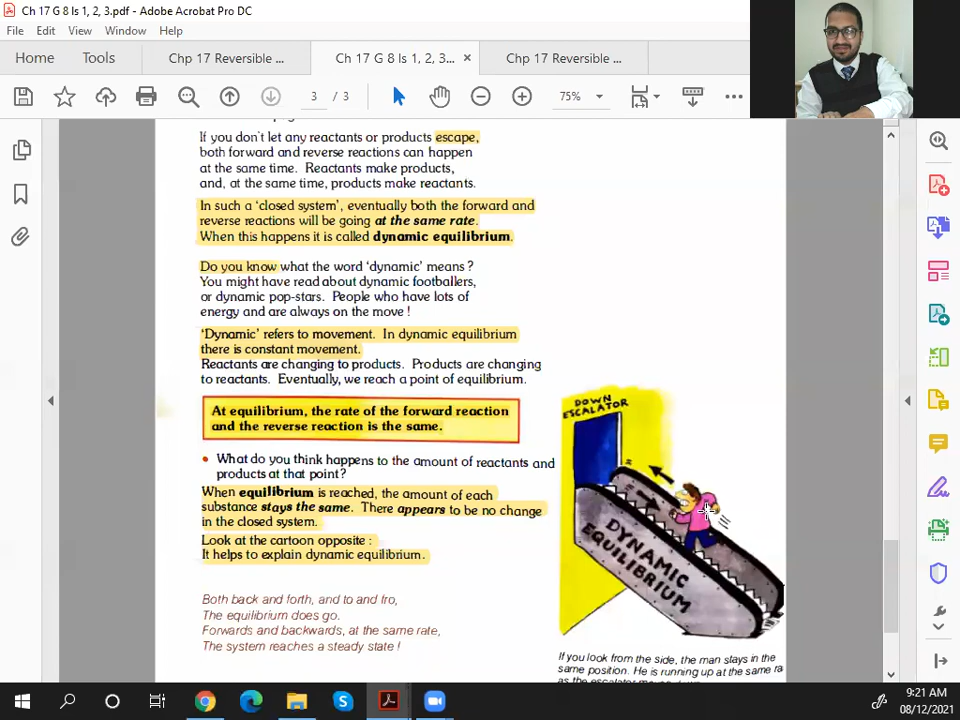 Ch 17 G 8 ls 1, 2, 3.pdf - Adobe Acrobat Pro DC
File Edit View Window Help
Home Tools Chp 17 Reversible ... Ch 17 G 8 ls 1, 2, 3... × Chp 17 Reversible ...
3 / 3 75%
If you don't let any reactants or products escape,
both forward and reverse reactions can happen
at the same time. Reactants make products,
and, at the same time, products make reactants.
In such a 'closed system', eventually both the forward and
reverse reactions will be going at the same rate.
When this happens it is called dynamic equilibrium.
Do you know what the word 'dynamic' means ?
You might have read about dynamic footballers,
or dynamic pop-stars. People who have lots of
energy and are always on the move !
'Dynamic' refers to movement. In dynamic equilibrium
there is constant movement.
Reactants are changing to products. Products are changing
to reactants. Eventually, we reach a point of equilibrium.
At equilibrium, the rate of the forward reaction
and the reverse reaction is the same.
• What do you think happens to the amount of reactants and
products at that point?
When equilibrium is reached, the amount of each
substance stays the same. There appears to be no change
in the closed system.
Look at the cartoon opposite :
It helps to explain dynamic equilibrium.
Both back and forth, and to and fro,
The equilibrium does go.
Forwards and backwards, at the same rate,
The system reaches a steady state !
DOWN
ESCALATOR
DYNAMIC
EQUILIBRIUM
If you look from the side, the man stays in the
same position. He is running up at the same ra
as the escalator
9:21 AM
08/12/2021